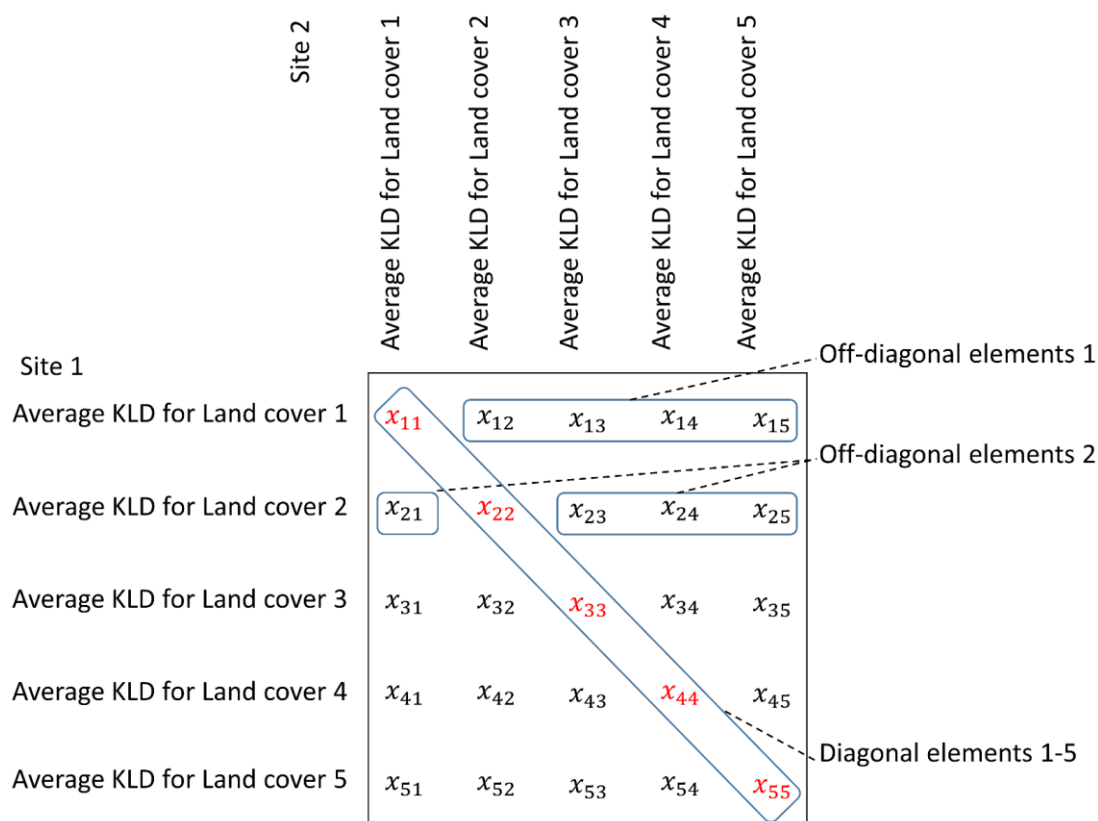 Site 2
Average KLD for Land cover 1
Average KLD for Land cover 2
Average KLD for Land cover 3
Average KLD for Land cover 4
Average KLD for Land cover 5
Site 1
Off-diagonal elements 1
Average KLD for Land cover 1 x₁₁ x₁₂ x₁₃ x₁₄ x₁₅
Off-diagonal elements 2
Average KLD for Land cover 2 x₂₁ x₂₂ x₂₃ x₂₄ x₂₅
Average KLD for Land cover 3 x₃₁ x₃₂ x₃₃ x₃₄ x₃₅
Average KLD for Land cover 4 x₄₁ x₄₂ x₄₃ x₄₄ x₄₅
Diagonal elements 1-5
Average KLD for Land cover 5 x₅₁ x₅₂ x₅₃ x₅₄ x₅₅